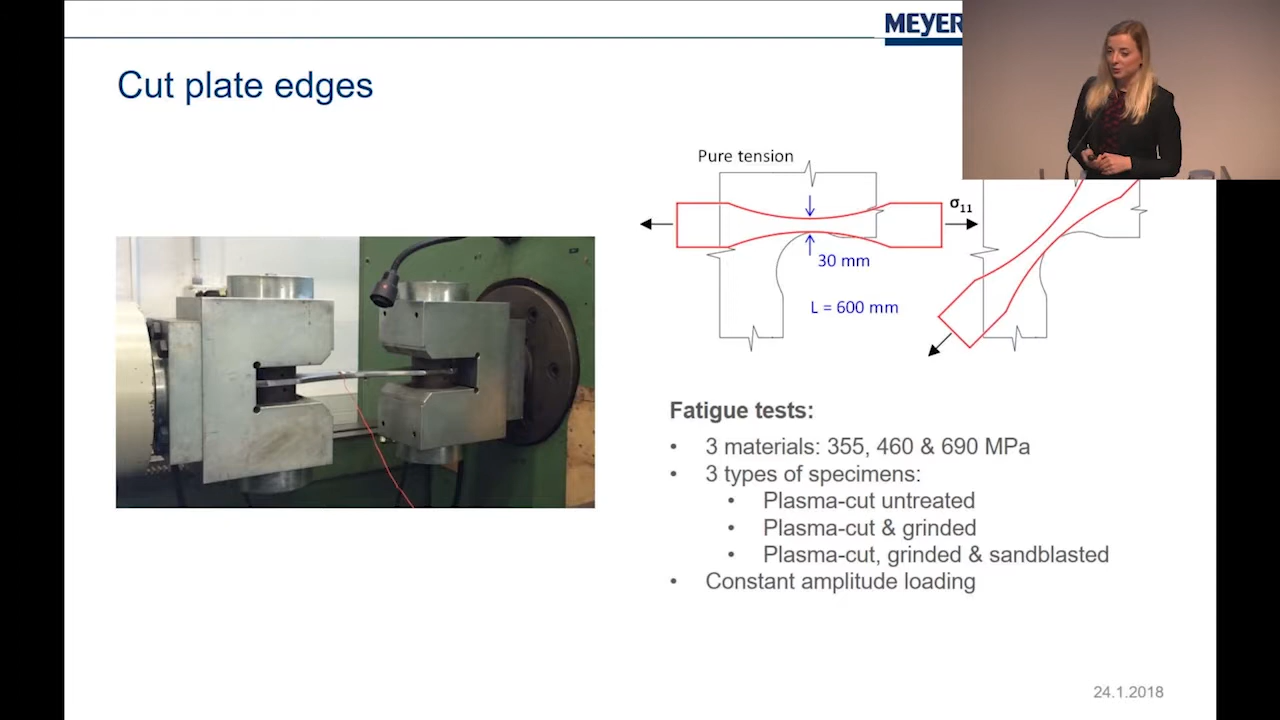 MEYER
Cut plate edges
Pure tension
σ11
30 mm
L = 600 mm
Fatigue tests:
• 3 materials: 355, 460 & 690 MPa
• 3 types of specimens:
• Plasma-cut untreated
• Plasma-cut & grinded
• Plasma-cut, grinded & sandblasted
• Constant amplitude loading
24.1.2018